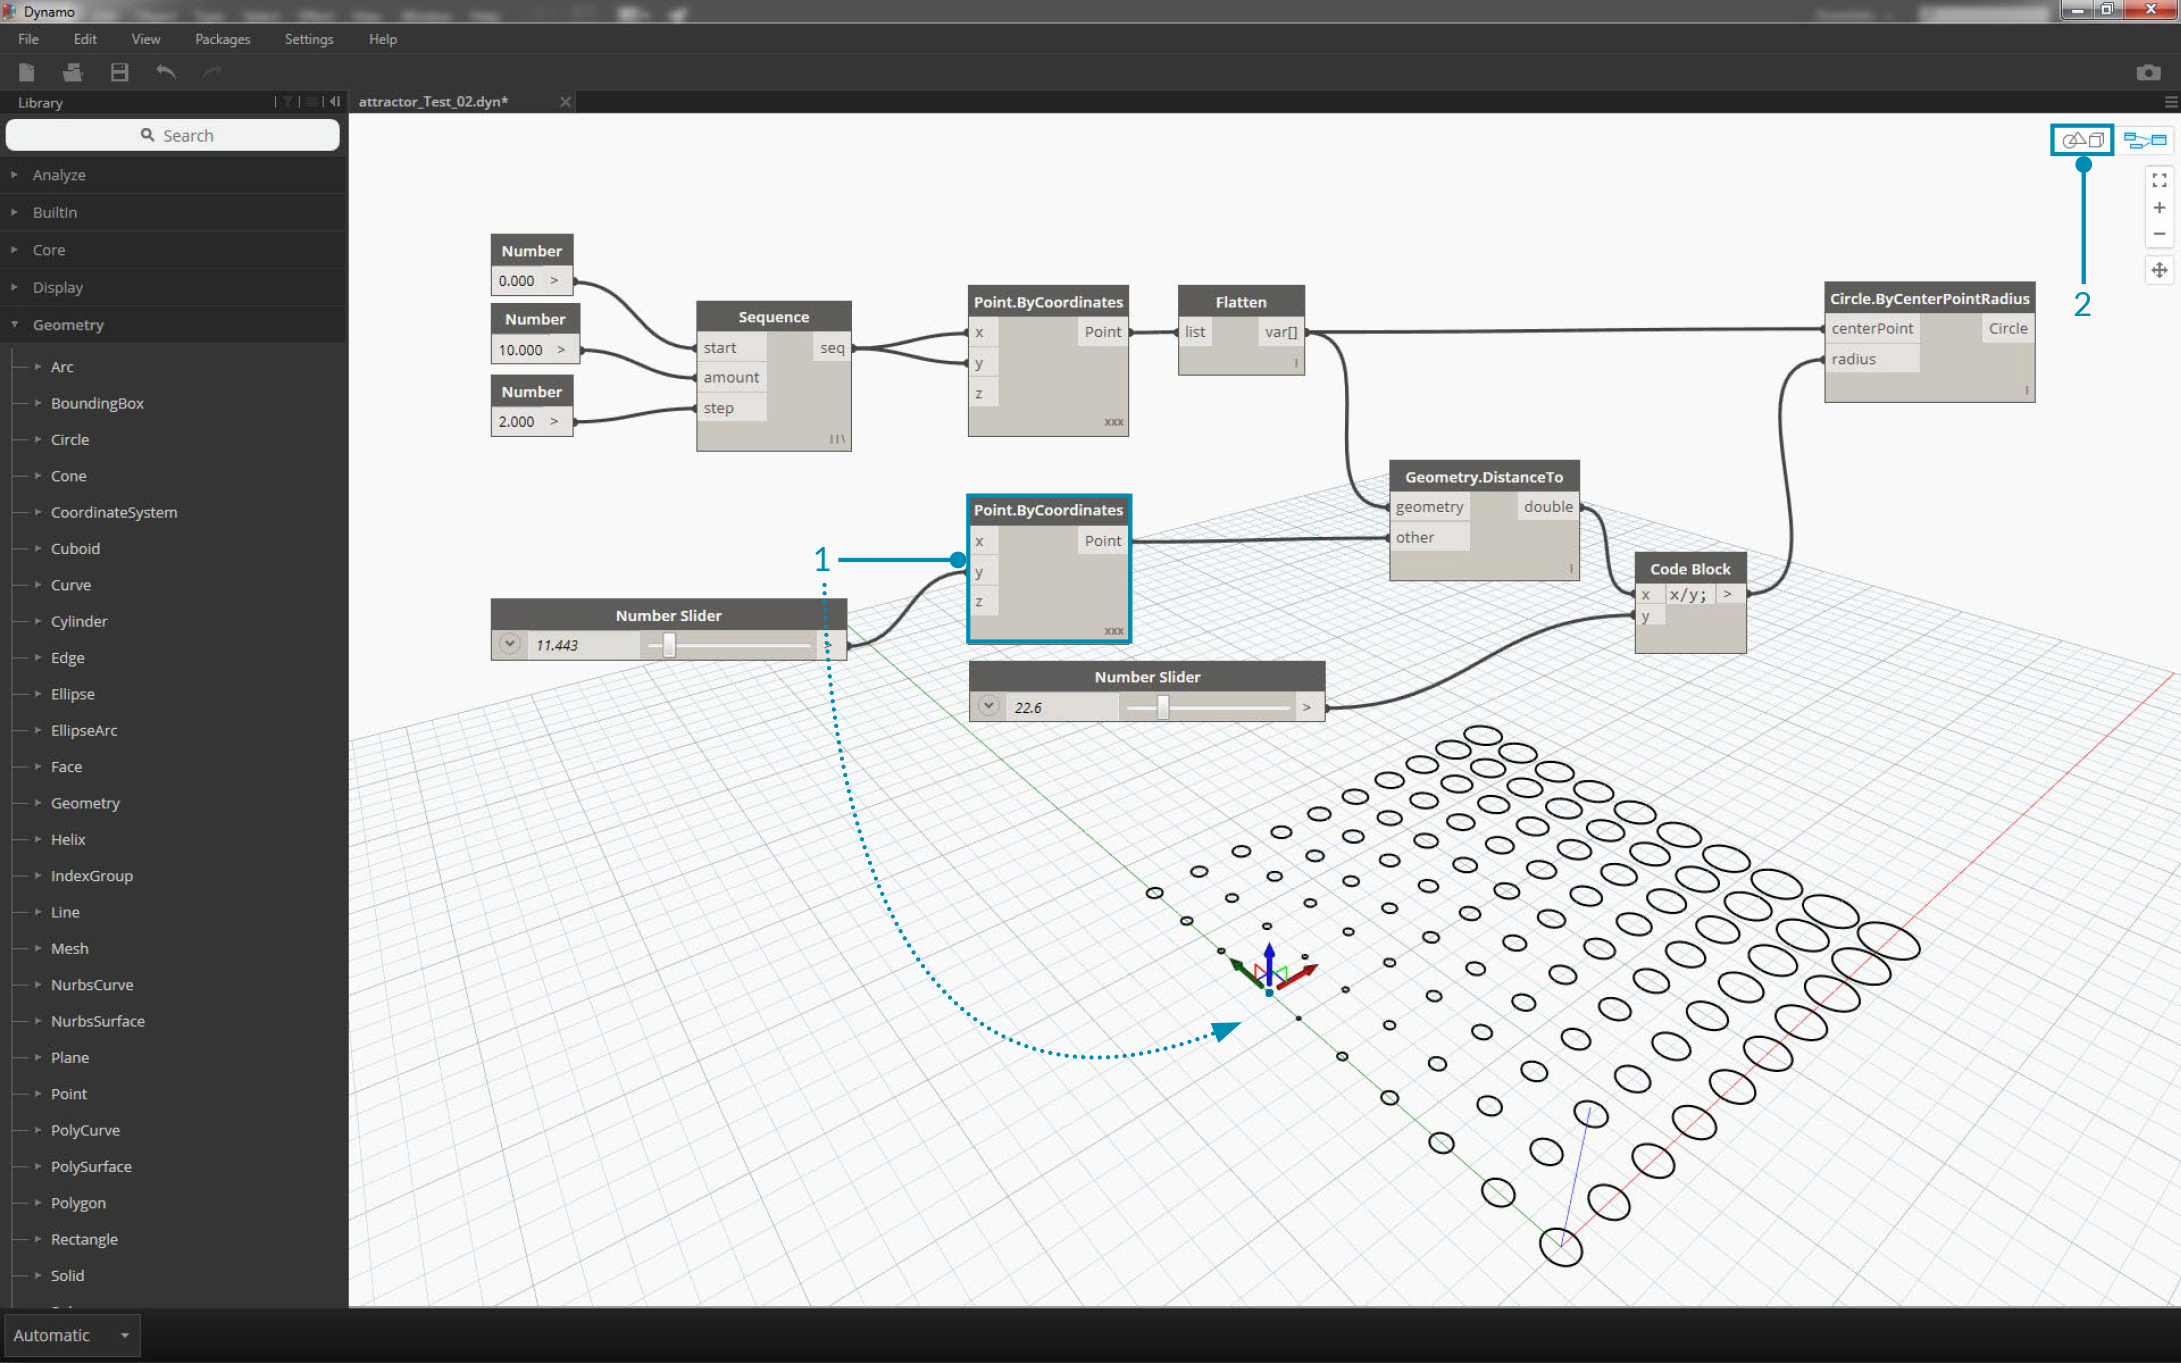 Dynamo
File Edit View Packages Settings Help
Library
attractor_Test_02.dyn*
Search
Analyze
BuiltIn
Core
Display
Geometry
Arc
BoundingBox
Circle
Cone
CoordinateSystem
Cuboid
Curve
Cylinder
Edge
Ellipse
EllipseArc
Face
Geometry
Helix
IndexGroup
Line
Mesh
NurbsCurve
NurbsSurface
Plane
Point
PolyCurve
PolySurface
Polygon
Rectangle
Solid
Automatic
Number
0.000 >
Number
10.000 >
Number
2.000 >
Sequence
start seq
amount
step
Point.ByCoordinates
x Point
y
z
xxx
Flatten
list var[]
Circle.ByCenterPointRadius
centerPoint Circle
radius
Geometry.DistanceTo
geometry double
other
Point.ByCoordinates
x Point
y
z
xxx
Code Block
x x/y; >
y
Number Slider
11.443 >
Number Slider
22.6 >
1
2